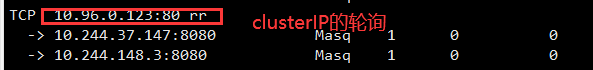 TCP 10.96.0.123:80 rr
clusterIP的轮询
-> 10.244.37.147:8080 Masq 1 0 0
-> 10.244.148.3:8080 Masq 1 0 0